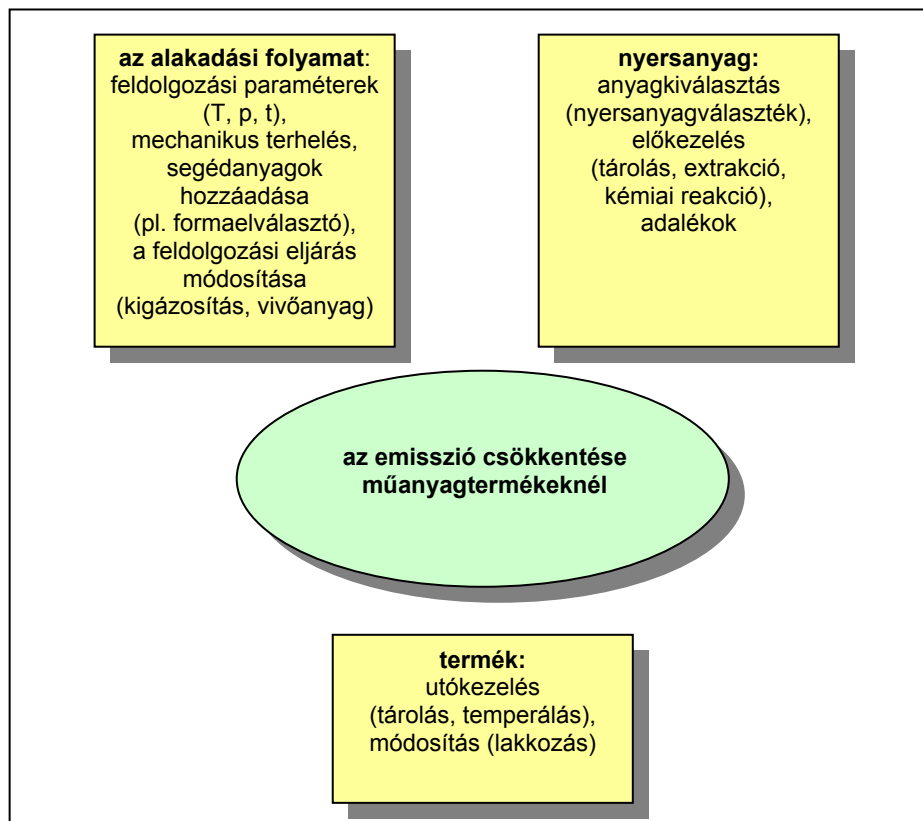 az alakadási folyamat:
feldolgozási paraméterek
(T, p, t),
mechanikus terhelés,
segédanyagok
hozzáadása
(pl. formaelválasztó),
a feldolgozási eljárás
módosítása
(kigázosítás, vivőanyag)
nyersanyag:
anyagkiválasztás
(nyersanyagválaszték),
előkezelés
(tárolás, extrakció,
kémiai reakció),
adalékok
az emisszió csökkentése
műanyagtermékeknél
termék:
utókezelés
(tárolás, temperálás),
módosítás (lakkozás)